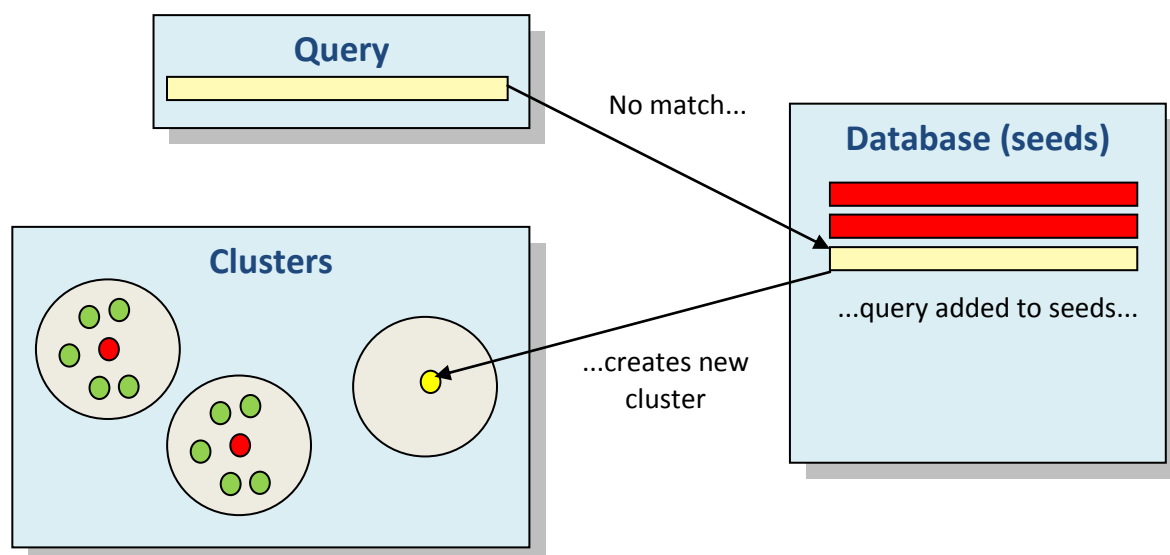 Query
No match...
Database (seeds)
...query added to seeds...
Clusters
...creates new
cluster